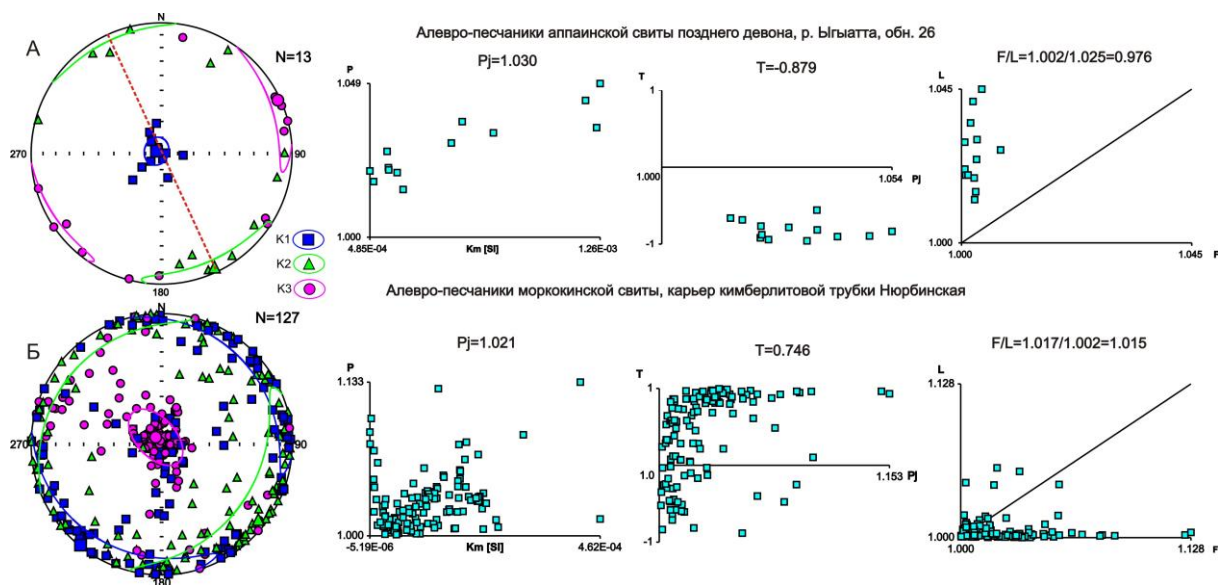 А
N
N=13
270
90
180
K1
K2
K3
Алевро-песчаники аппаинской свиты позднего девона, р. Ыгыатта, обн. 26
Pj=1.030
P
1.049
1.000
4.85E-04
Km [SI]
1.26E-03
T=-0.879
T
1
1.000
1.054
Pj
-1
F/L=1.002/1.025=0.976
L
1.045
1.000
1.000
1.045
F
Алевро-песчаники моркокинской свиты, карьер кимберлитовой трубки Нюрбинская
Б
N
N=127
270
90
180
Pj=1.021
P
1.133
1.000
-5.19E-06
Km [SI]
4.62E-04
T=0.746
T
1
1.0
1.153
Pj
-1
F/L=1.017/1.002=1.015
L
1.128
1.000
1.000
1.128
F